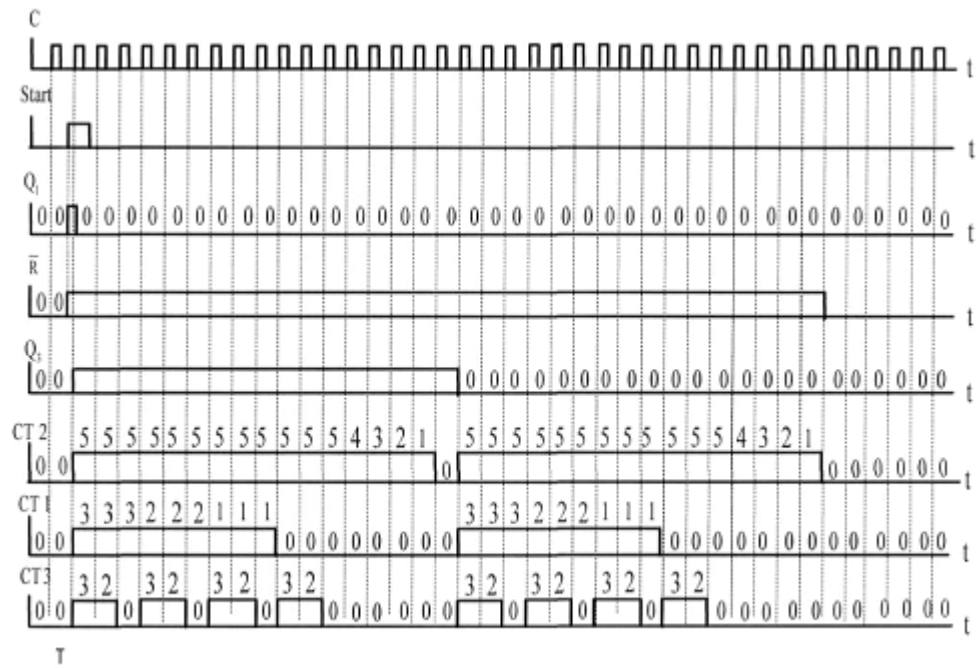 C
t
Start
t
Q₁
0 0 0 0 0 0 0 0 0 0 0 0 0 0 0 0 0 0 0 0 0 0 0 0 0 0 0 0 0 0 0 0 0 0 0 0 0 0 0 0 0
t
R̅
0 0
t
Q₃
0 0 0 0 0 0 0 0 0 0 0 0 0 0 0 0 0 0 0 0 0 0 0 0
t
CT 2
5 5 5 5 5 5 5 5 5 5 5 5 4 3 2 1 5 5 5 5 5 5 5 5 5 5 5 5 4 3 2 1
0 0 0 0 0 0 0 0 0
t
CT 1
3 3 3 2 2 2 1 1 1 3 3 3 2 2 2 1 1 1
0 0 0 0 0 0 0 0 0 0 0 0 0 0 0 0 0 0 0 0 0 0 0
t
CT3
3 2 3 2 3 2 3 2 3 2 3 2 3 2 3 2
0 0 0 0 0 0 0 0 0 0 0 0 0 0 0 0 0 0 0 0 0 0 0 0 0
t
T